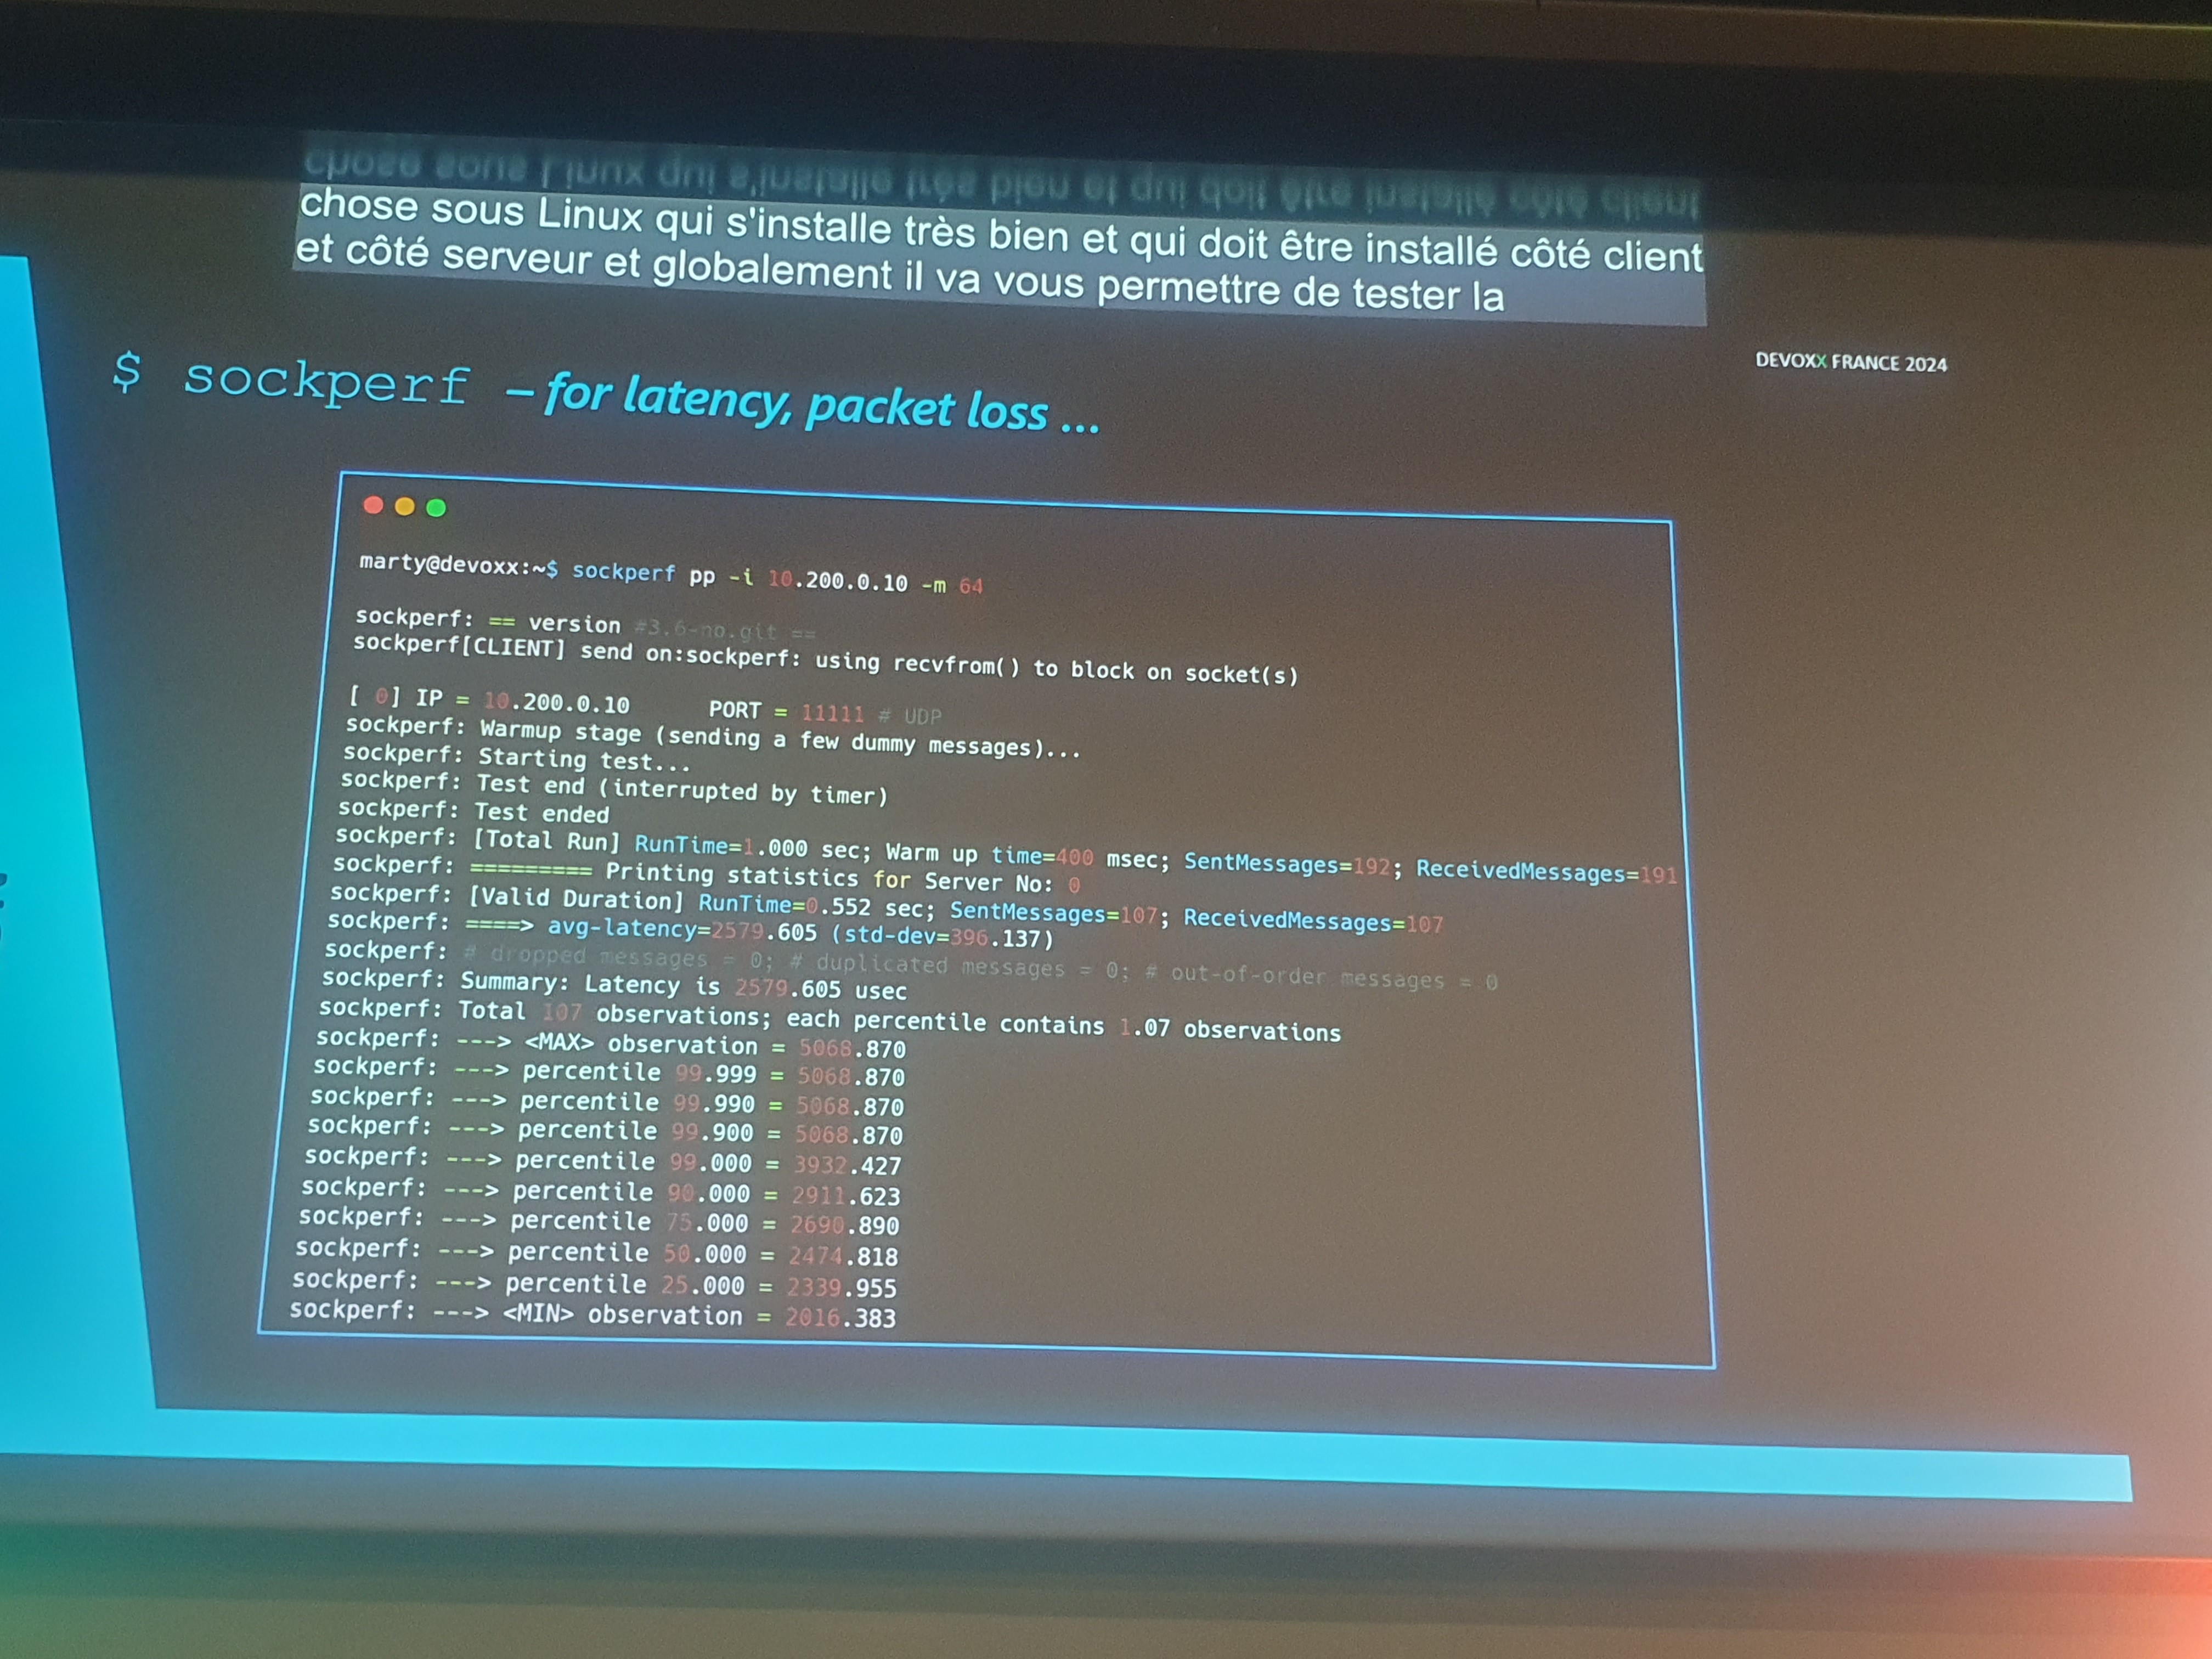 chose sous Linux qui s'installe très bien et qui doit être installé côté client
et côté serveur et globalement il va vous permettre de tester la
DEVOXX FRANCE 2024
$ sockperf – for latency, packet loss ...
marty@devoxx:~$ sockperf pp -i 10.200.0.10 -m 64
sockperf: == version #3.6-no.git ==
sockperf[CLIENT] send on:sockperf: using recvfrom() to block on socket(s)
[ 0] IP = 10.200.0.10 PORT = 11111 # UDP
sockperf: Warmup stage (sending a few dummy messages)...
sockperf: Starting test...
sockperf: Test end (interrupted by timer)
sockperf: Test ended
sockperf: [Total Run] RunTime=1.000 sec; Warm up time=400 msec; SentMessages=192; ReceivedMessages=191
sockperf: ========= Printing statistics for Server No: 0
sockperf: [Valid Duration] RunTime=0.552 sec; SentMessages=107; ReceivedMessages=107
sockperf: ====> avg-latency=2579.605 (std-dev=396.137)
sockperf: # dropped messages = 0; # duplicated messages = 0; # out-of-order messages = 0
sockperf: Summary: Latency is 2579.605 usec
sockperf: Total 107 observations; each percentile contains 1.07 observations
sockperf: ---> <MAX> observation = 5068.870
sockperf: ---> percentile 99.999 = 5068.870
sockperf: ---> percentile 99.990 = 5068.870
sockperf: ---> percentile 99.900 = 5068.870
sockperf: ---> percentile 99.000 = 3932.427
sockperf: ---> percentile 90.000 = 2911.623
sockperf: ---> percentile 75.000 = 2690.890
sockperf: ---> percentile 50.000 = 2474.818
sockperf: ---> percentile 25.000 = 2339.955
sockperf: ---> <MIN> observation = 2016.383